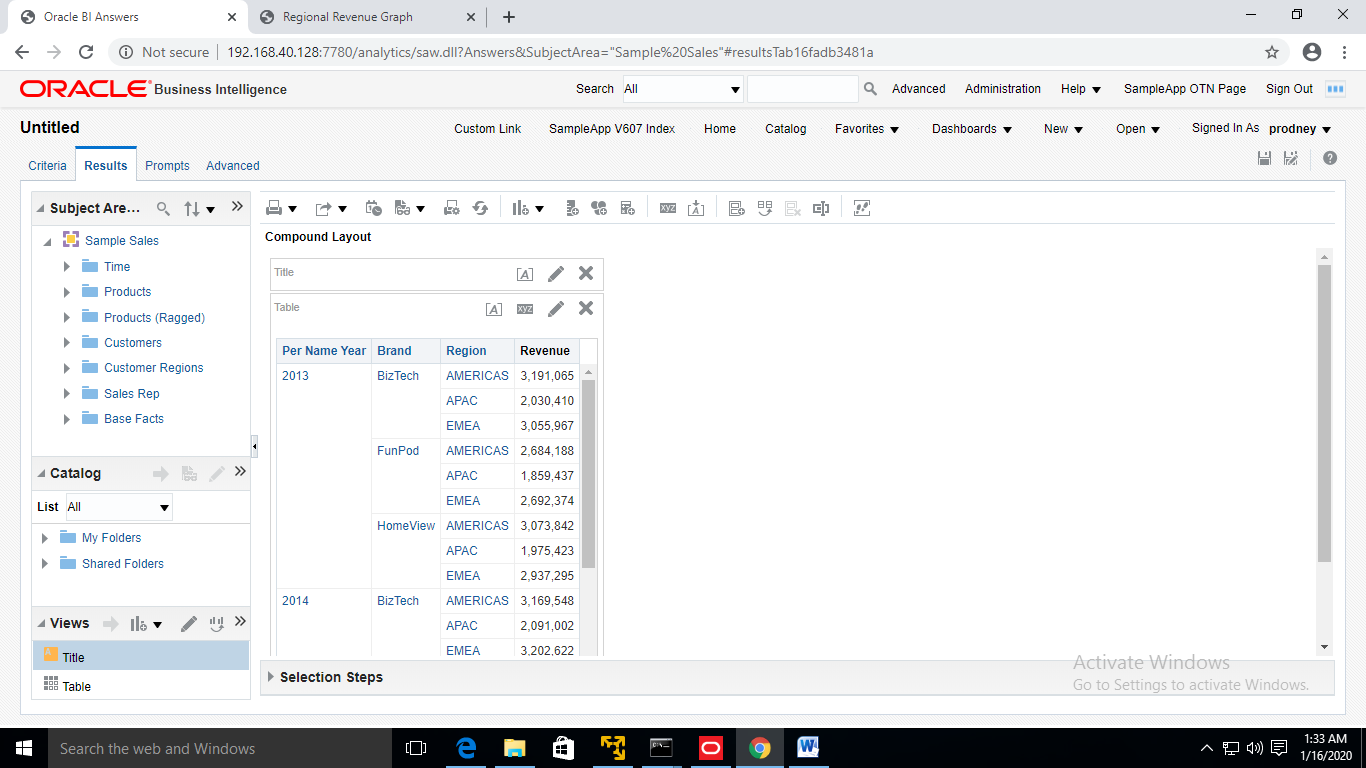 Oracle BI Answers
Regional Revenue Graph
Not secure
192.168.40.128:7780/analytics/saw.dll?Answers&SubjectArea="Sample%20Sales"#resultsTab16fadb3481a
ORACLE Business Intelligence
Search All
Advanced
Administration
Help
SampleApp OTN Page
Sign Out
Untitled
Custom Link
SampleApp V607 Index
Home
Catalog
Favorites
Dashboards
New
Open
Signed In As prodney
Criteria
Results
Prompts
Advanced
Subject Are...
Sample Sales
Time
Products
Products (Ragged)
Customers
Customer Regions
Sales Rep
Base Facts
Catalog
List All
My Folders
Shared Folders
Views
Title
Table
xyz
Compound Layout
Title
Table
xyz
Per Name Year Brand Region Revenue
2013 BizTech AMERICAS 3,191,065
APAC 2,030,410
EMEA 3,055,967
FunPod AMERICAS 2,684,188
APAC 1,859,437
EMEA 2,692,374
HomeView AMERICAS 3,073,842
APAC 1,975,423
EMEA 2,937,295
2014 BizTech AMERICAS 3,169,548
APAC 2,091,002
EMEA 3,202,622
Selection Steps
Activate Windows
Go to Settings to activate Windows.
Search the web and Windows
1:33 AM
1/16/2020